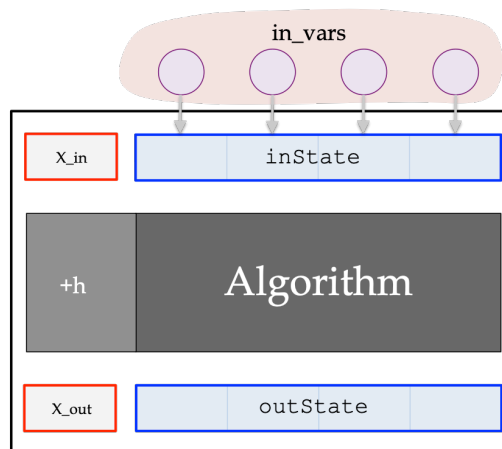 in_vars
X_in
inState
+h
Algorithm
X_out
outState